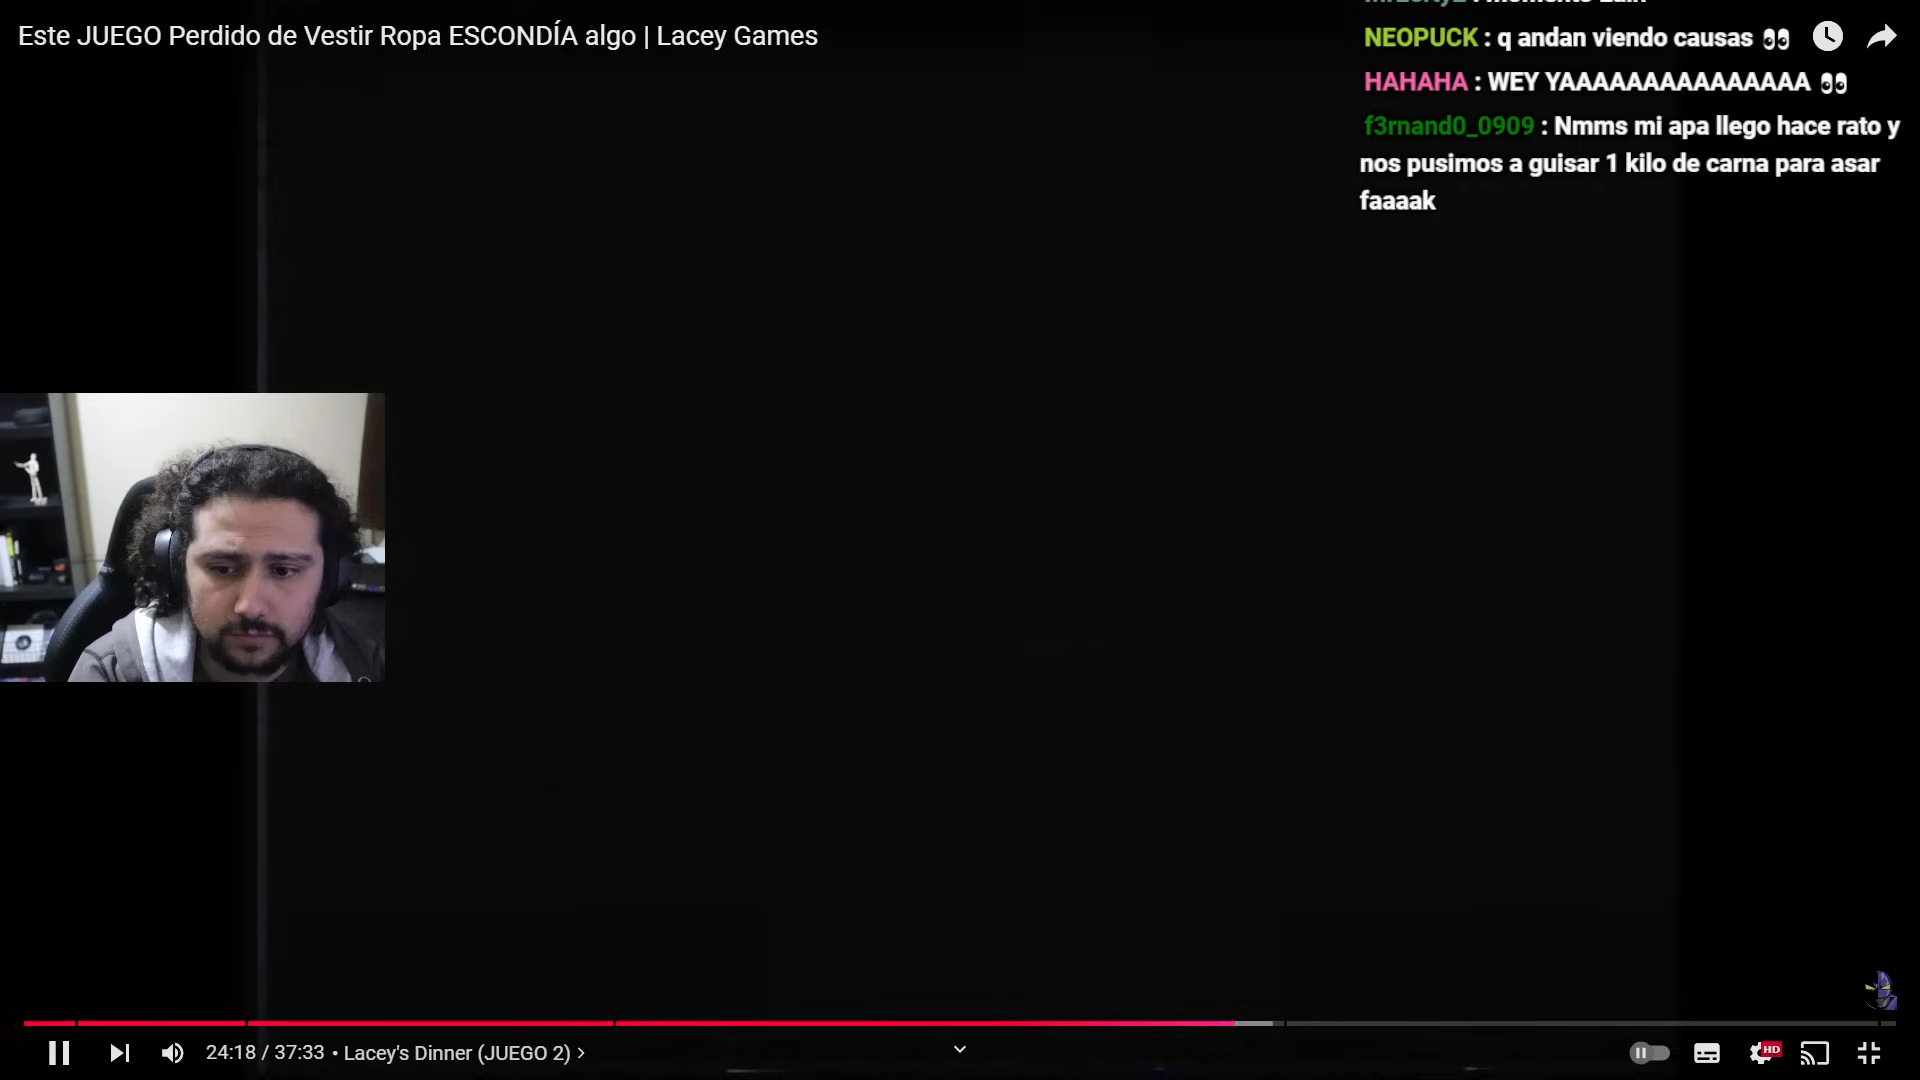 Este JUEGO Perdido de Vestir Ropa ESCONDÍA algo | Lacey Games
NEOPUCK : q andan viendo causas 👀
HAHAHA : WEY YAAAAAAAAAAAAAAA 👀
f3rnand0_0909 : Nmms mi apa llego hace rato y
nos pusimos a guisar 1 kilo de carna para asar
faaaak
24:18 / 37:33 • Lacey's Dinner (JUEGO 2) ›
HD